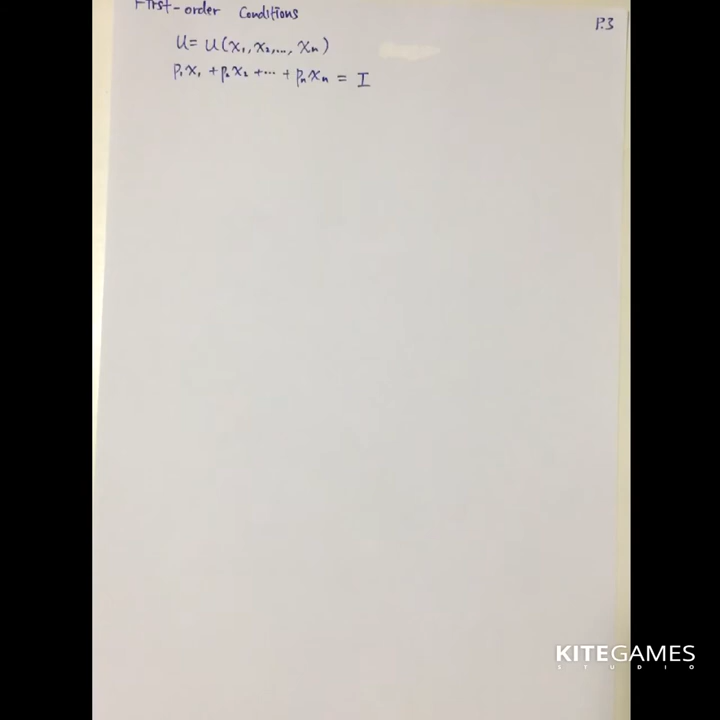 First-order Conditions
P.3
U = U(x₁, x₂, ..., xₙ)
p₁x₁ + p₂x₂ + ... + pₙxₙ = I
KITEGAMES
STUDIO